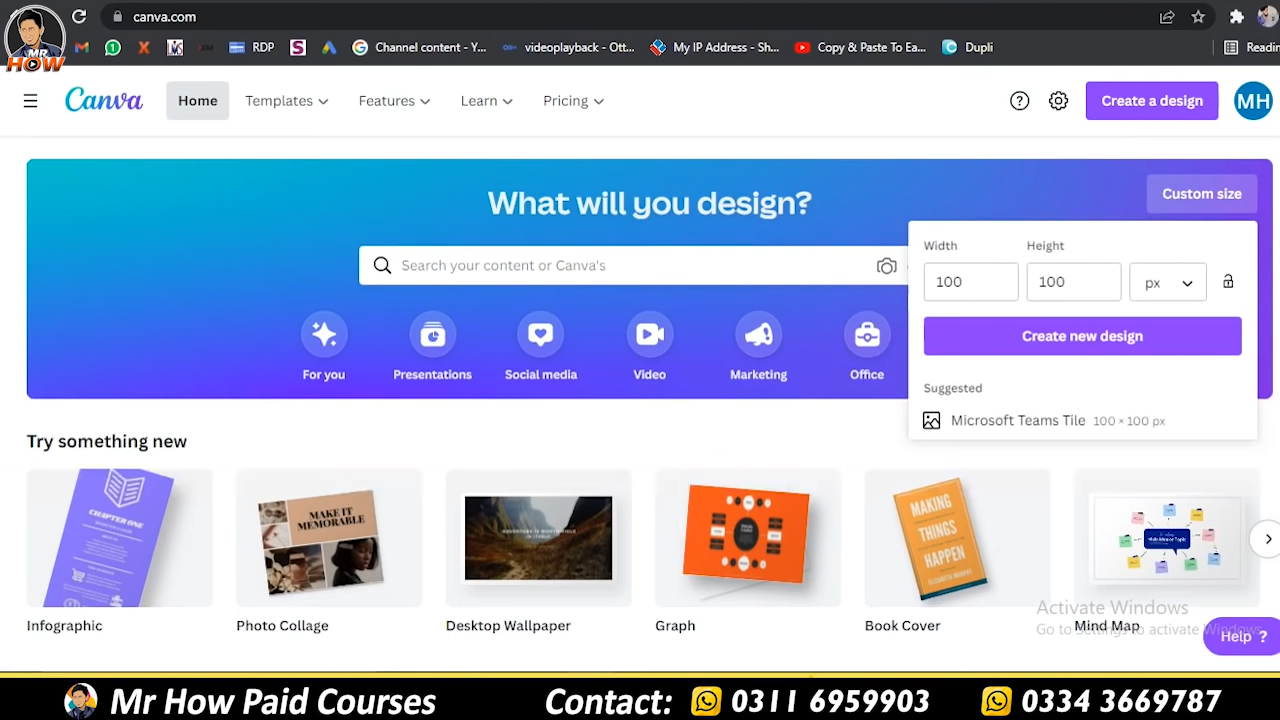 canva.com
MR
HOW
RDP
Channel content - Y...
videoplayback - Ott...
My IP Address - Sh...
Copy & Paste To Ea...
Dupli
Readin
Canva
Home
Templates
Features
Learn
Pricing
Create a design
MH
What will you design?
Custom size
Search your content or Canva's
Width
Height
100
100
px
Create new design
Suggested
Microsoft Teams Tile 100 × 100 px
For you
Presentations
Social media
Video
Marketing
Office
Try something new
CHAPTER ONE
MAKE IT
MEMORABLE
MAKING
THINGS
HAPPEN
Infographic
Photo Collage
Desktop Wallpaper
Graph
Book Cover
Mind Map
Activate Windows
Go to Settings to activate Windows.
Help ?
Mr How Paid Courses
Contact:
0311 6959903
0334 3669787